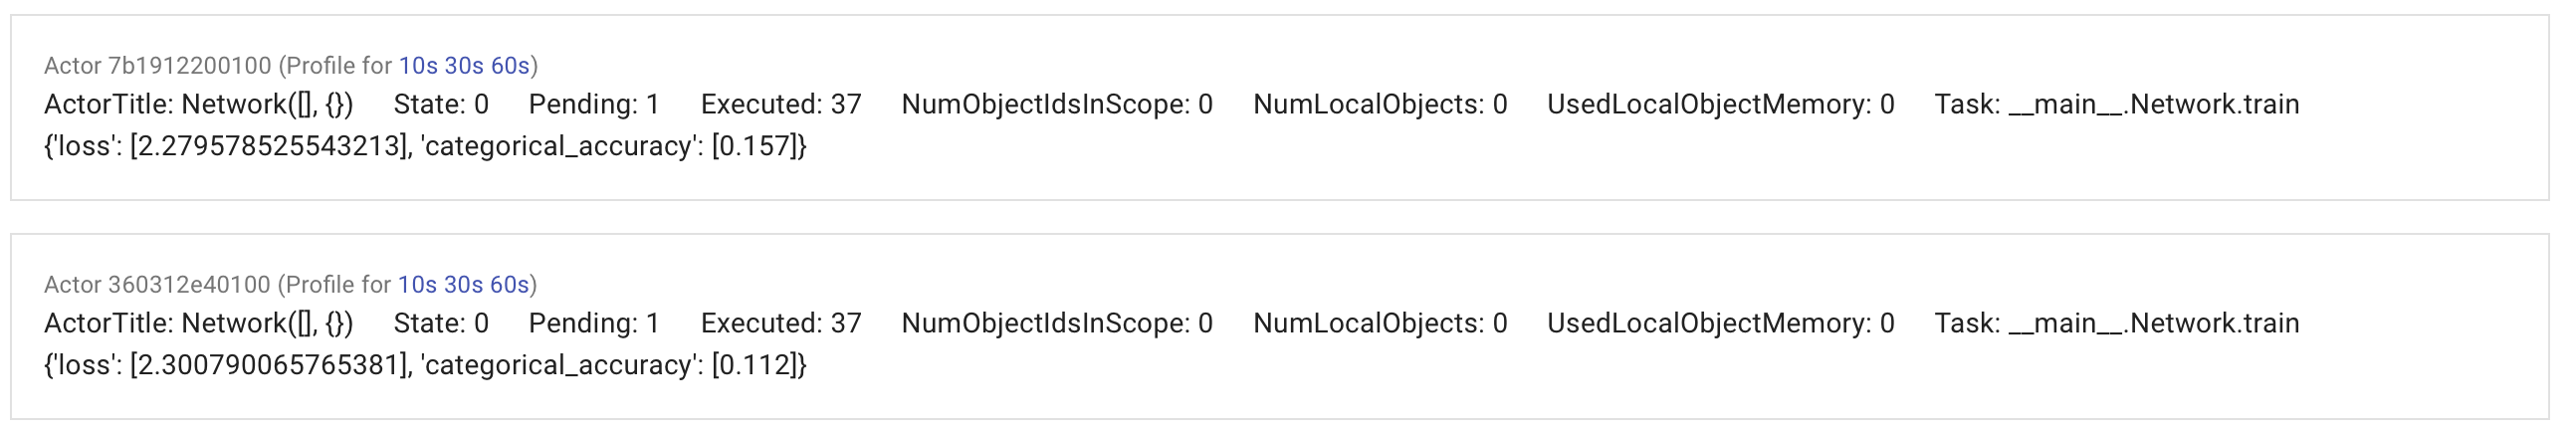 Actor 7b1912200100 (Profile for 10s 30s 60s)
ActorTitle: Network([], {}) State: 0 Pending: 1 Executed: 37 NumObjectIdsInScope: 0 NumLocalObjects: 0 UsedLocalObjectMemory: 0 Task: __main__.Network.train
{'loss': [2.279578525543213], 'categorical_accuracy': [0.157]}
Actor 360312e40100 (Profile for 10s 30s 60s)
ActorTitle: Network([], {}) State: 0 Pending: 1 Executed: 37 NumObjectIdsInScope: 0 NumLocalObjects: 0 UsedLocalObjectMemory: 0 Task: __main__.Network.train
{'loss': [2.300790065765381], 'categorical_accuracy': [0.112]}